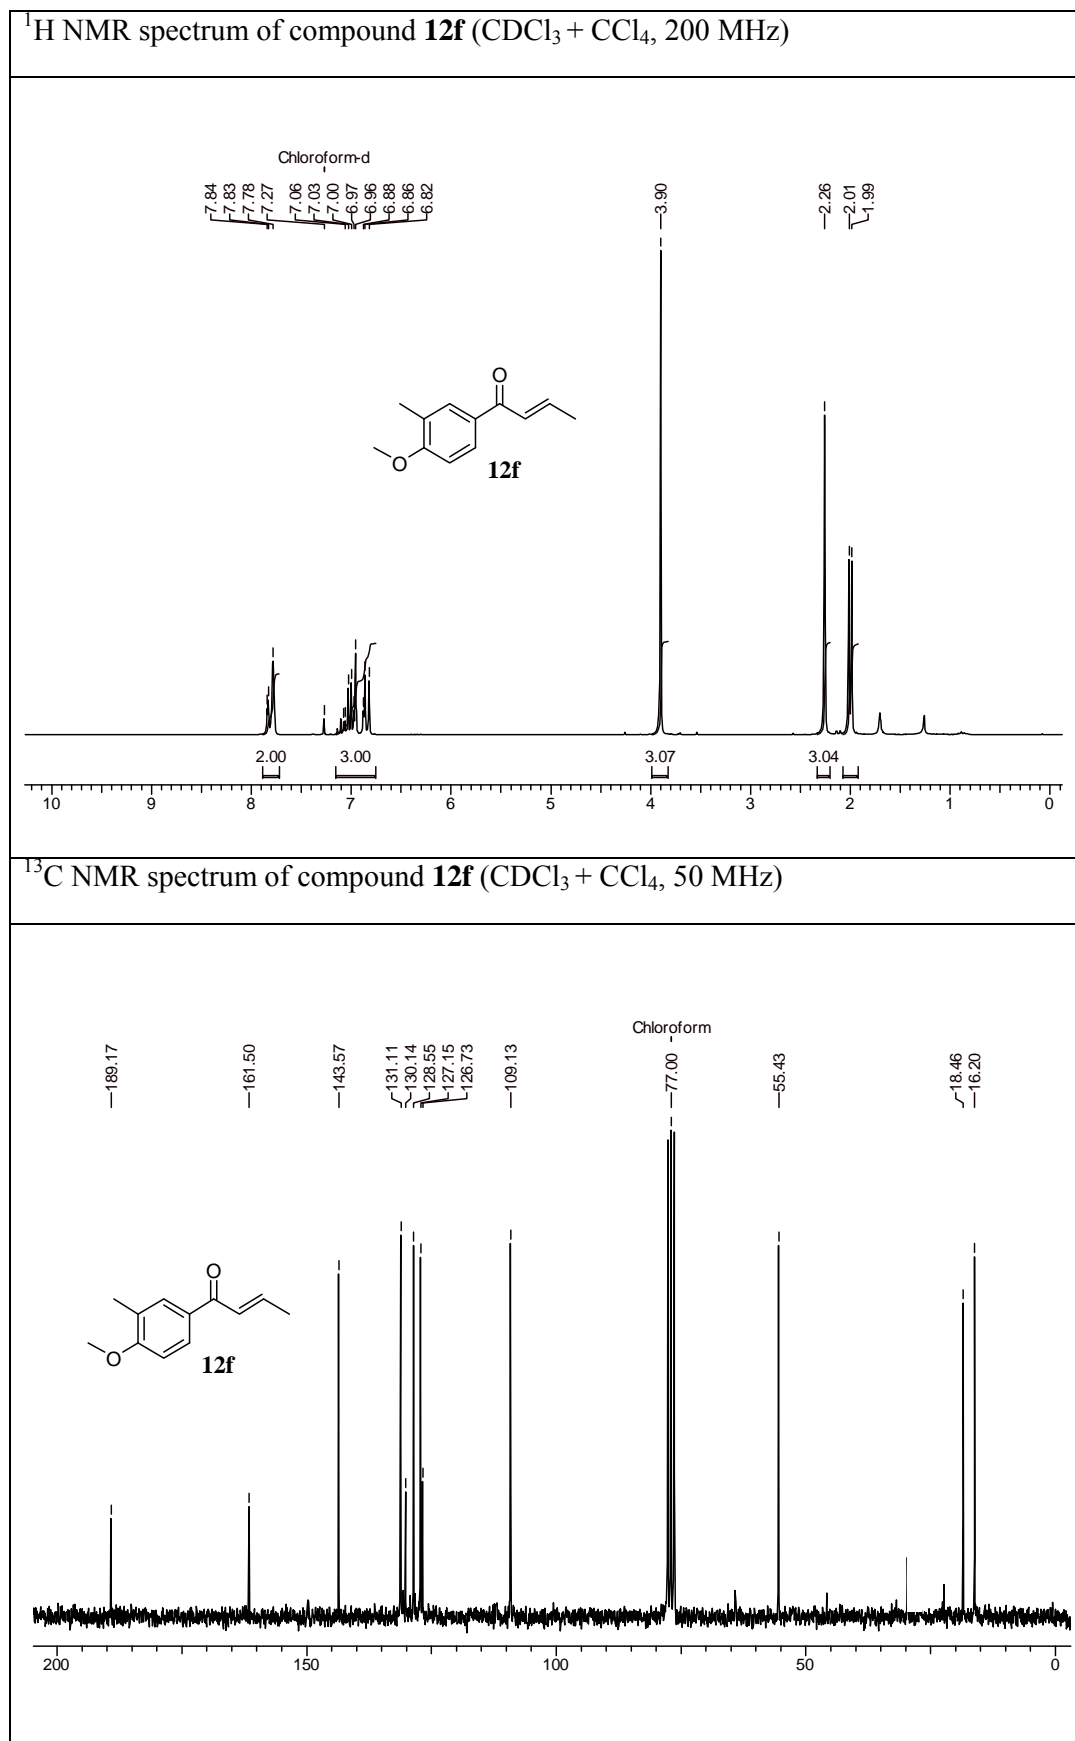 ¹H NMR spectrum of compound 12f (CDCl₃ + CCl₄, 200 MHz)
Chloroform-d
7.84
7.83
7.78
7.27
7.06
7.03
7.00
6.97
6.96
6.88
6.86
6.82
3.90
2.26
2.01
1.99
O
O
12f
2.00
3.00
3.07
3.04
10 9 8 7 6 5 4 3 2 1 0
¹³C NMR spectrum of compound 12f (CDCl₃ + CCl₄, 50 MHz)
Chloroform
189.17
161.50
143.57
131.11
130.14
128.55
127.15
126.73
109.13
77.00
55.43
18.46
16.20
O
O
12f
200 150 100 50 0